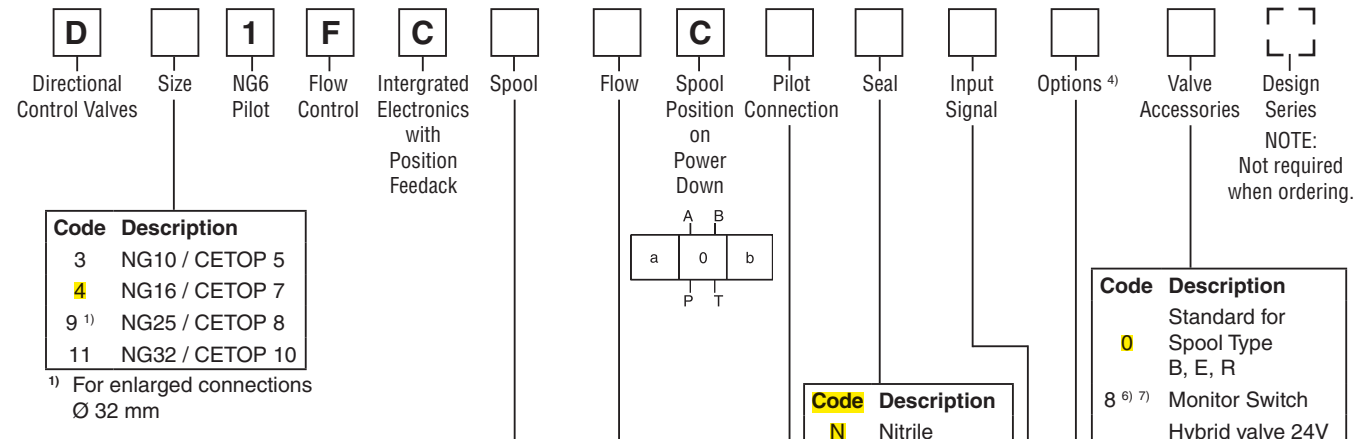 D 1 F C C
Directional Control Valves
Size
NG6 Pilot
Flow Control
Intergrated Electronics with Position Feedack
Spool
Flow
Spool Position on Power Down
Pilot Connection
Seal
Input Signal
Options 4)
Valve Accessories
Design Series
NOTE: Not required when ordering.
A B
a 0 b
P T
Code Description
3 NG10 / CETOP 5
4 NG16 / CETOP 7
9 1) NG25 / CETOP 8
11 NG32 / CETOP 10
1) For enlarged connections
Ø 32 mm
Code Description
N Nitrile
Code Description
0 Standard for Spool Type B, E, R
8 6) 7) Monitor Switch
Hybrid valve 24V